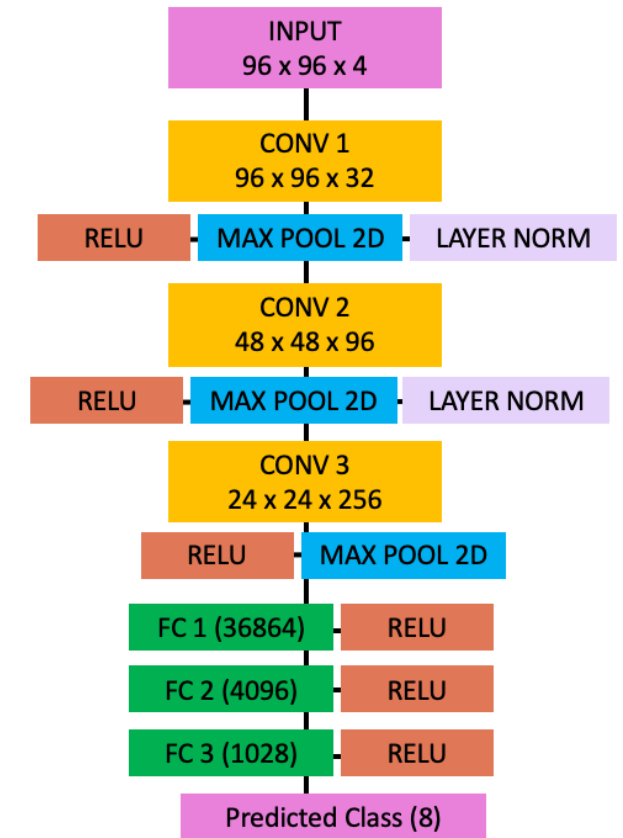 INPUT
96 x 96 x 4
CONV 1
96 x 96 x 32
RELU
MAX POOL 2D
LAYER NORM
CONV 2
48 x 48 x 96
RELU
MAX POOL 2D
LAYER NORM
CONV 3
24 x 24 x 256
RELU
MAX POOL 2D
FC 1 (36864)
RELU
FC 2 (4096)
RELU
FC 3 (1028)
RELU
Predicted Class (8)